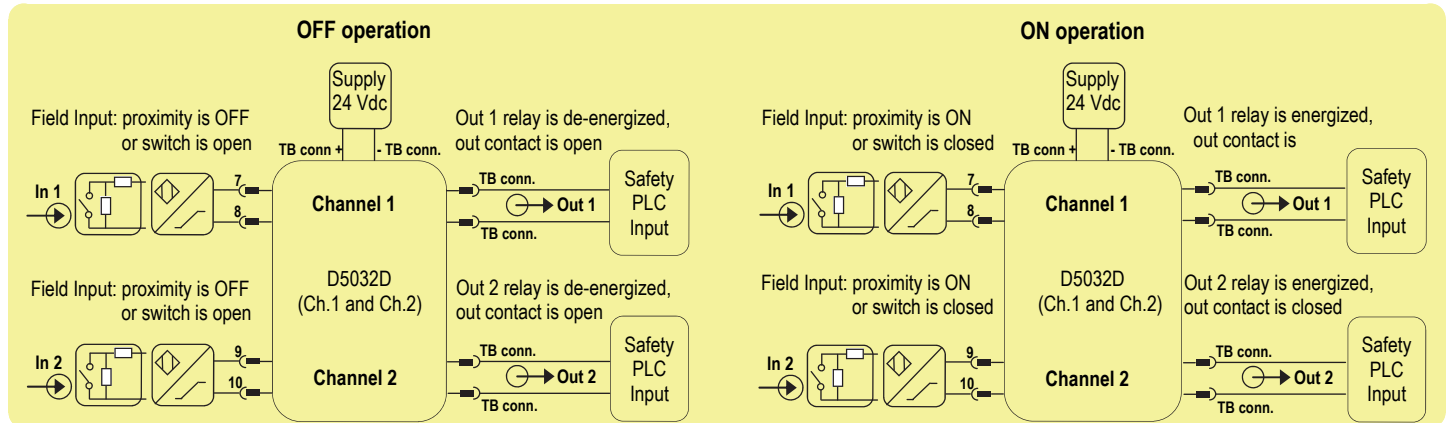 OFF operation
Supply
24 Vdc
Field Input: proximity is OFF
or switch is open
TB conn +
- TB conn.
Out 1 relay is de-energized,
out contact is open
In 1
7
8
Channel 1
TB conn.
Out 1
TB conn.
Safety
PLC
Input
D5032D
(Ch.1 and Ch.2)
Field Input: proximity is OFF
or switch is open
Out 2 relay is de-energized,
out contact is open
In 2
9
10
Channel 2
TB conn.
Out 2
TB conn.
Safety
PLC
Input
ON operation
Supply
24 Vdc
Field Input: proximity is ON
or switch is closed
TB conn +
- TB conn.
Out 1 relay is energized,
out contact is
In 1
7
8
Channel 1
TB conn.
Out 1
TB conn.
Safety
PLC
Input
D5032D
(Ch.1 and Ch.2)
Field Input: proximity is ON
or switch is closed
Out 2 relay is energized,
out contact is closed
In 2
9
10
Channel 2
TB conn.
Out 2
TB conn.
Safety
PLC
Input